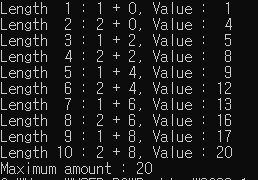 Length  1 : 1 + 0, Value :  1
Length  2 : 2 + 0, Value :  4
Length  3 : 1 + 2, Value :  5
Length  4 : 2 + 2, Value :  8
Length  5 : 1 + 4, Value :  9
Length  6 : 2 + 4, Value : 12
Length  7 : 1 + 6, Value : 13
Length  8 : 2 + 6, Value : 16
Length  9 : 1 + 8, Value : 17
Length 10 : 2 + 8, Value : 20
Maximum amount : 20